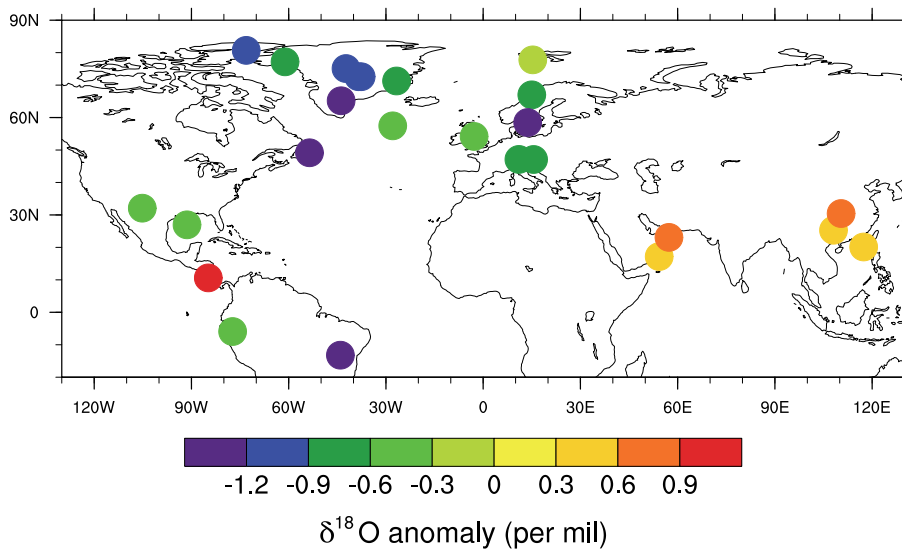 90N
60N
30N
0
120W 90W 60W 30W 0 30E 60E 90E 120E
-1.2 -0.9 -0.6 -0.3 0 0.3 0.6 0.9
δ¹⁸O anomaly (per mil)